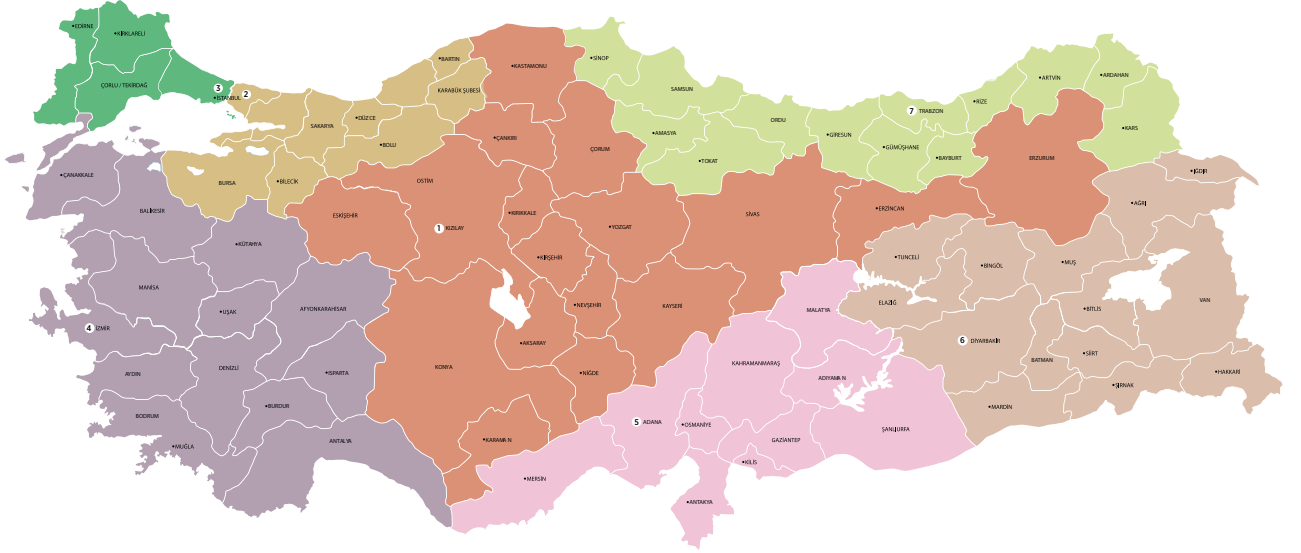 •EDİRNE
•KIRKLARELİ
ÇORLU / TEKİRDAĞ
3
•İSTANBUL
2
SAKARYA
•DÜZCE
•BOLU
•BARTIN
KARABÜK ŞUBESİ
BURSA
•BİLECİK
•KASTAMONU
•ÇANKIRI
ÇORUM
OSTİM
ESKİŞEHİR
1 KIZILAY
•KIRIKKALE
•KIRŞEHİR
•YOZGAT
SİVAS
•ERZİNCAN
ERZURUM
KAYSERİ
•NEVŞEHİR
•AKSARAY
•NİĞDE
KONYA
•KARAMA N
•SİNOP
SAMSUN
•AMASYA
•TOKAT
ORDU
•GİRESUN
7 TRABZON
•GÜMÜŞHANE
•BAYBURT
•RİZE
•ARTVİN
ARDAHAN
•KARS
•IĞDIR
•AĞRI
•TUNCELİ
•BİNGÖL
•MUŞ
ELAZIĞ
•BİTLİS
VAN
6 DİYARBAKIR
BATMAN
•SİİRT
•ŞIRNAK
•HAKKARİ
•MARDİN
MALATYA
KAHRAMANMARAŞ
ADIYAMA N
ŞANLIURFA
GAZİANTEP
•KİLİS
•OSMANİYE
5 ADANA
•MERSİN
•ANTAKYA
•ÇANAKKALE
BALIKESİR
•KÜTAHYA
MANİSA
•UŞAK
AFYONKARAHİSAR
4 İZMİR
AYDIN
DENİZLİ
•ISPARTA
•BURDUR
BODRUM
•MUĞLA
ANTALYA